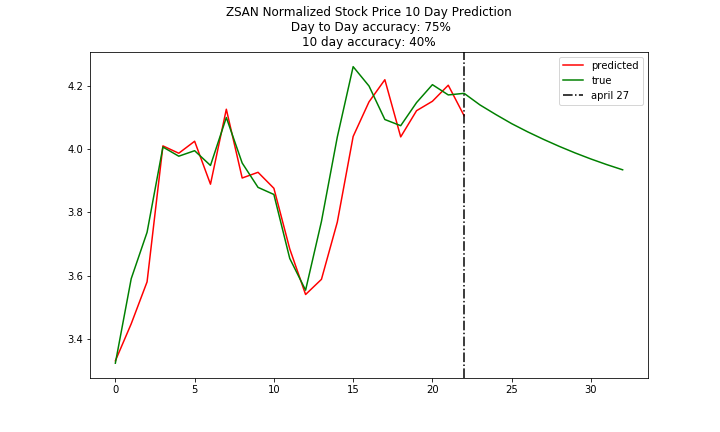 ZSAN Normalized Stock Price 10 Day Prediction
Day to Day accuracy: 75%
10 day accuracy: 40%
predicted
true
april 27
4.2
4.0
3.8
3.6
3.4
0 5 10 15 20 25 30